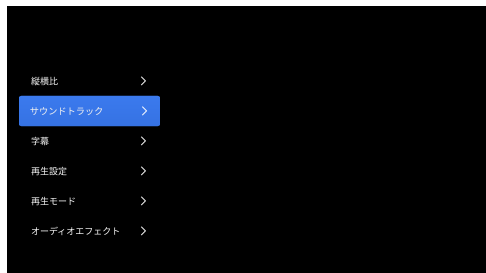 縦横比
サウンドトラック
字幕
再生設定
再生モード
オーディオエフェクト